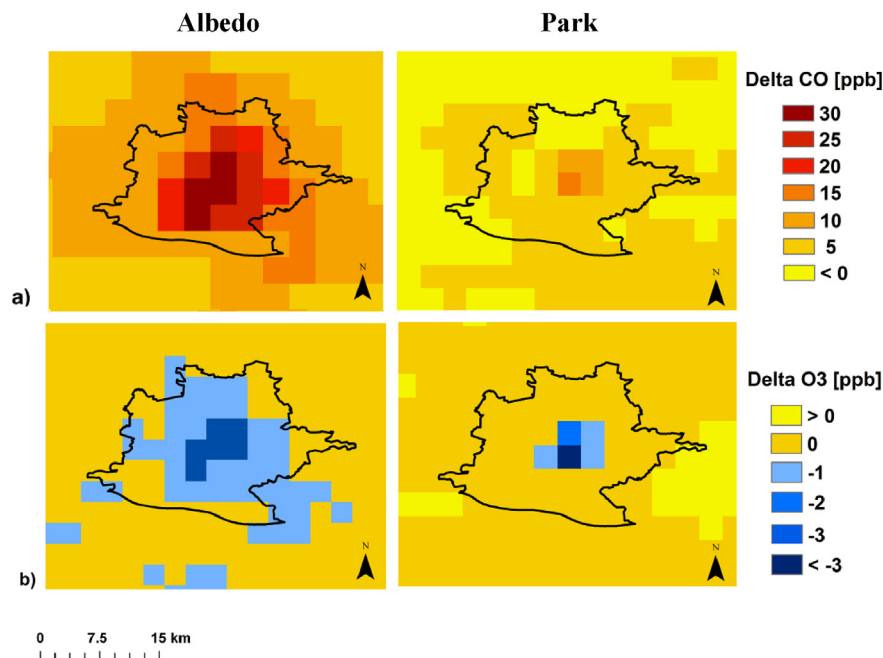 Albedo
Park
Delta CO [ppb]
30
25
20
15
10
5
< 0
N
N
a)
Delta O3 [ppb]
> 0
0
-1
-2
-3
< -3
N
N
b)
0 7.5 15 km